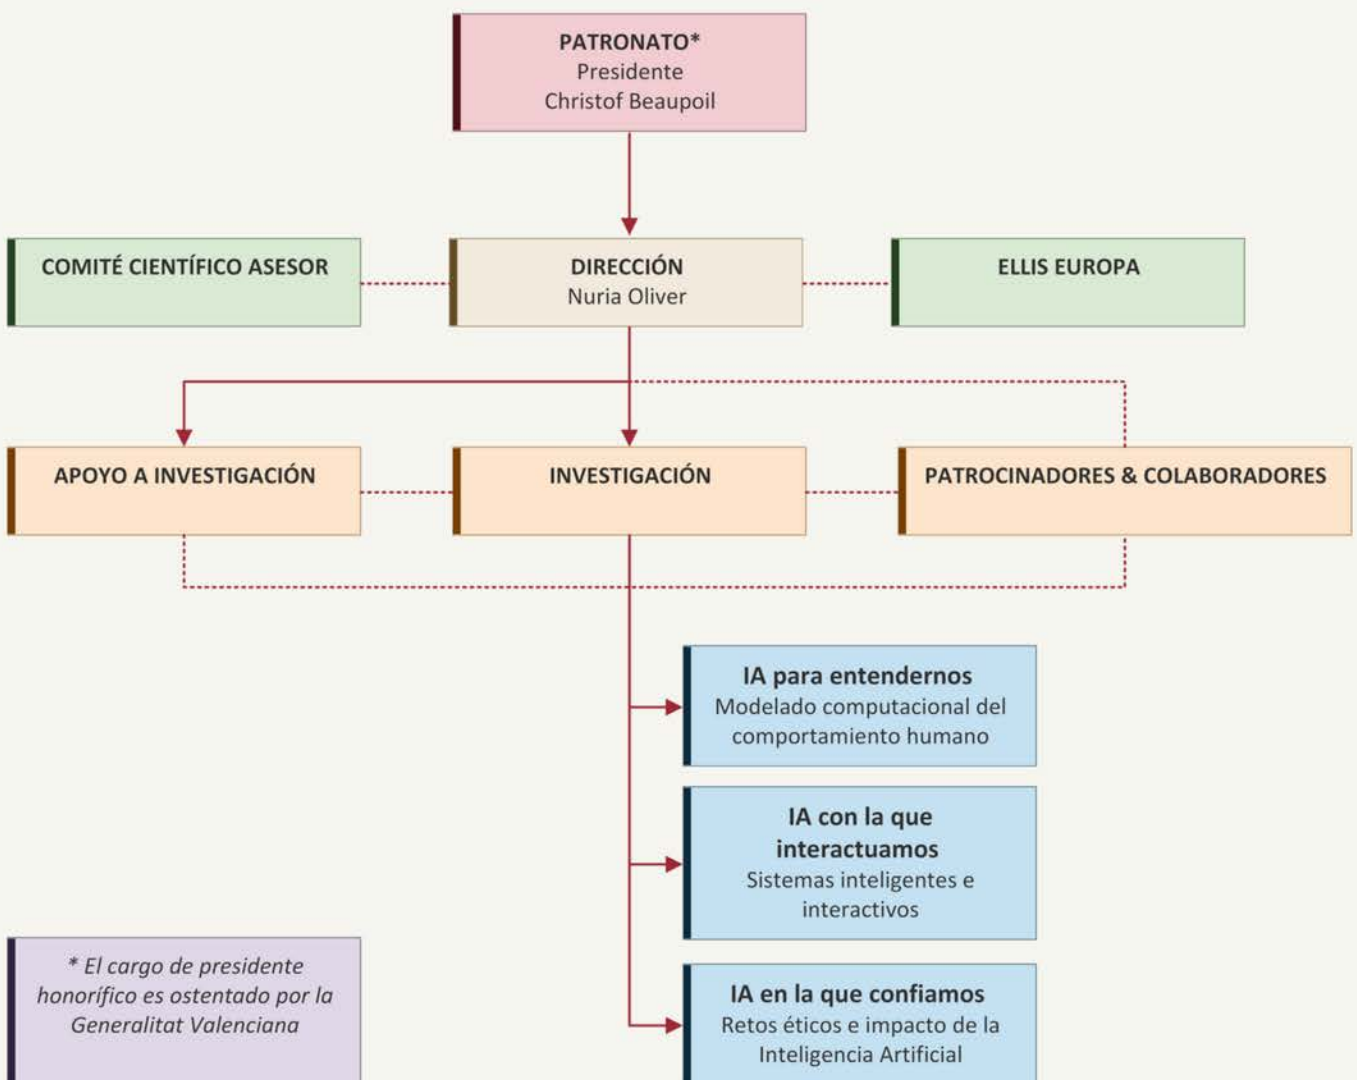 PATRONATO*
Presidente
Christof Beaupoil
COMITÉ CIENTÍFICO ASESOR
DIRECCIÓN
Nuria Oliver
ELLIS EUROPA
APOYO A INVESTIGACIÓN
INVESTIGACIÓN
PATROCINADORES & COLABORADORES
IA para entendernos
Modelado computacional del
comportamiento humano
IA con la que
interactuamos
Sistemas inteligentes e
interactivos
IA en la que confiamos
Retos éticos e impacto de la
Inteligencia Artificial
* El cargo de presidente
honorífico es ostentado por la
Generalitat Valenciana